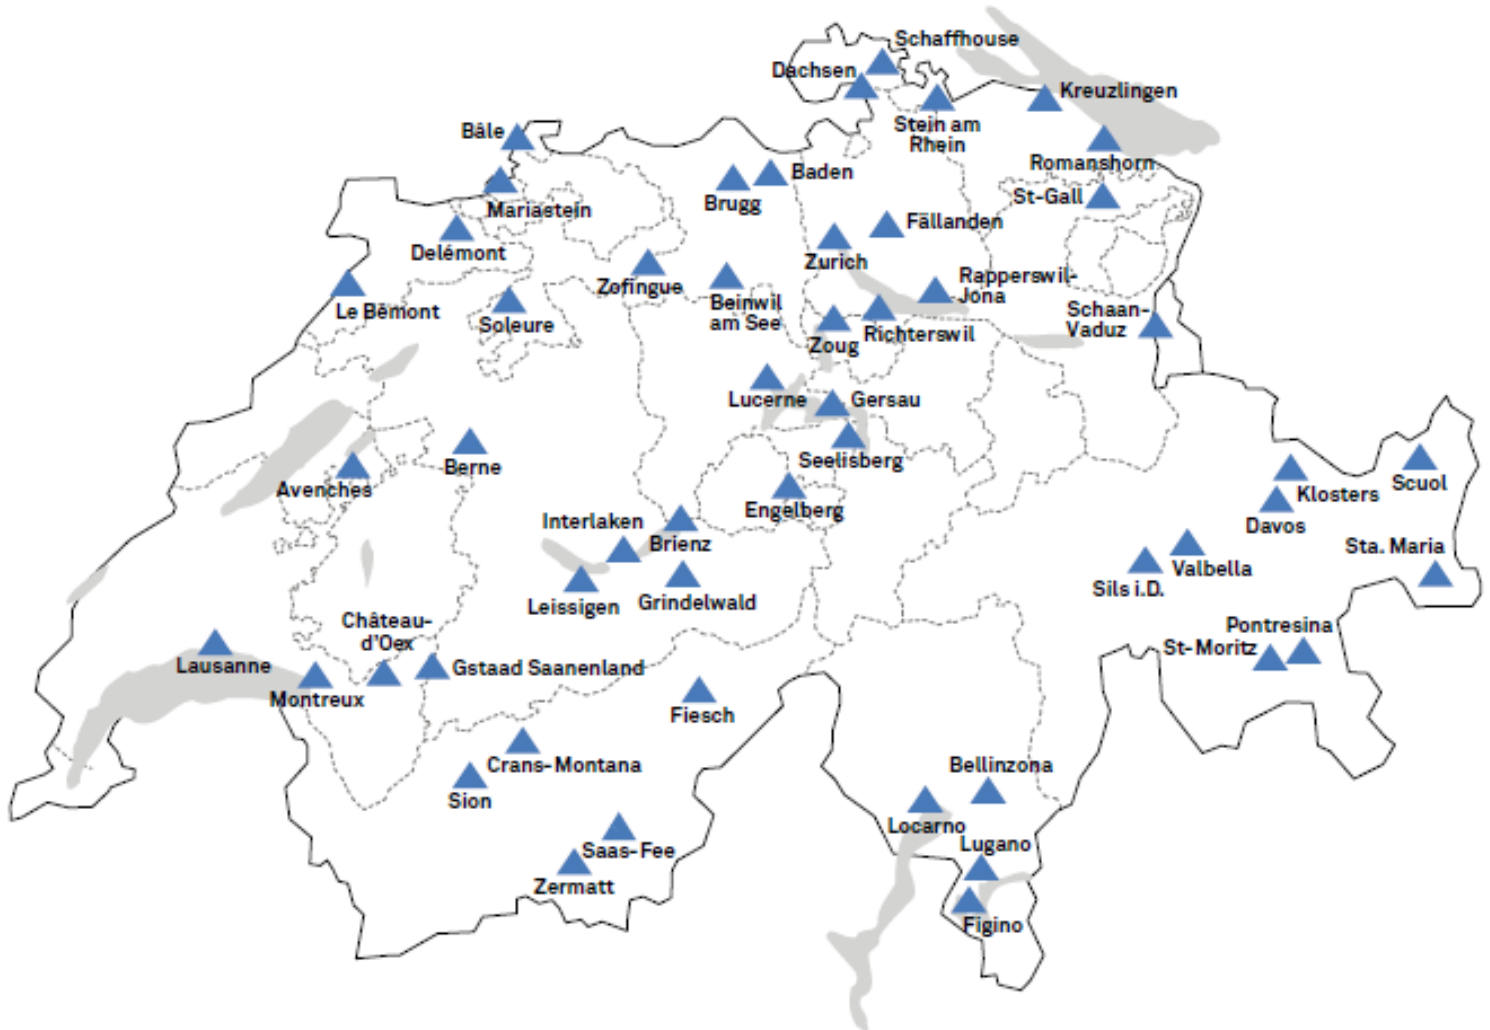 Schaffhouse
Dachsen
Kreuzlingen
Stein am
Rhein
Bâle
Romanshorn
Baden
Brugg
St-Gall
Mariastein
Fällanden
Delémont
Zurich
Zofingue
Rapperswil-
Jona
Beinwil
am See
Le Bémont
Soleure
Schaan-
Vaduz
Richterswil
Zoug
Lucerne
Gersau
Seelisberg
Berne
Avenches
Engelberg
Klosters
Scuol
Davos
Interlaken
Brienz
Sta. Maria
Valbella
Sils i.D.
Leissigen
Grindelwald
Château-
d'Oex
Pontresina
St-Moritz
Lausanne
Gstaad Saanenland
Montreux
Fiesch
Crans-Montana
Bellinzona
Sion
Locarno
Lugano
Saas-Fee
Zermatt
Figino